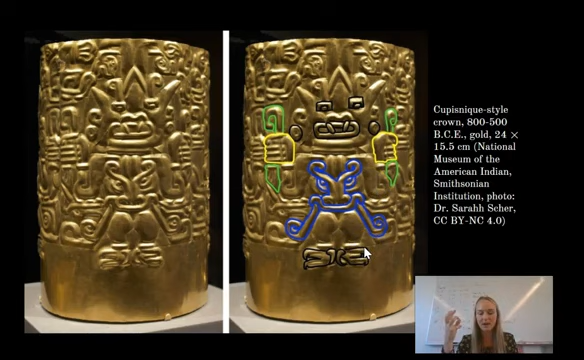 Cupisnique-style
crown, 800-500
B.C.E., gold, 24 ×
15.5 cm (National
Museum of the
American Indian,
Smithsonian
Institution, photo:
Dr. Sarahh Scher,
CC BY-NC 4.0)